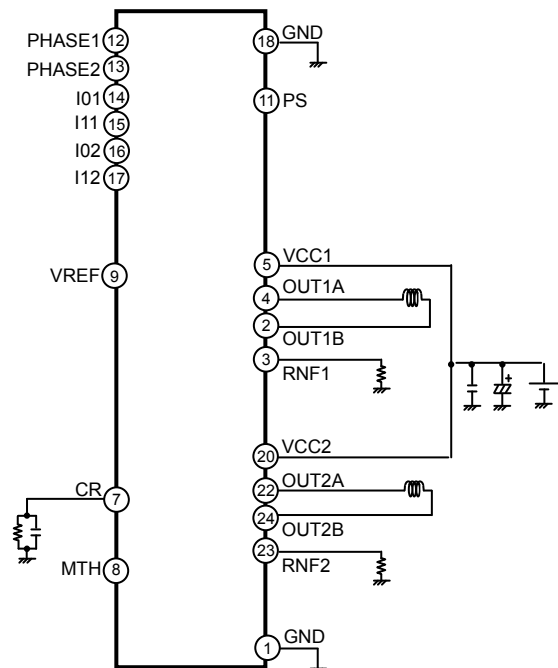 PHASE1 12
PHASE2 13
I01 14
I11 15
I02 16
I12 17
VREF 9
CR 7
MTH 8
18 GND
11 PS
5 VCC1
4 OUT1A
2 OUT1B
3 RNF1
20 VCC2
22 OUT2A
24 OUT2B
23 RNF2
1 GND
+